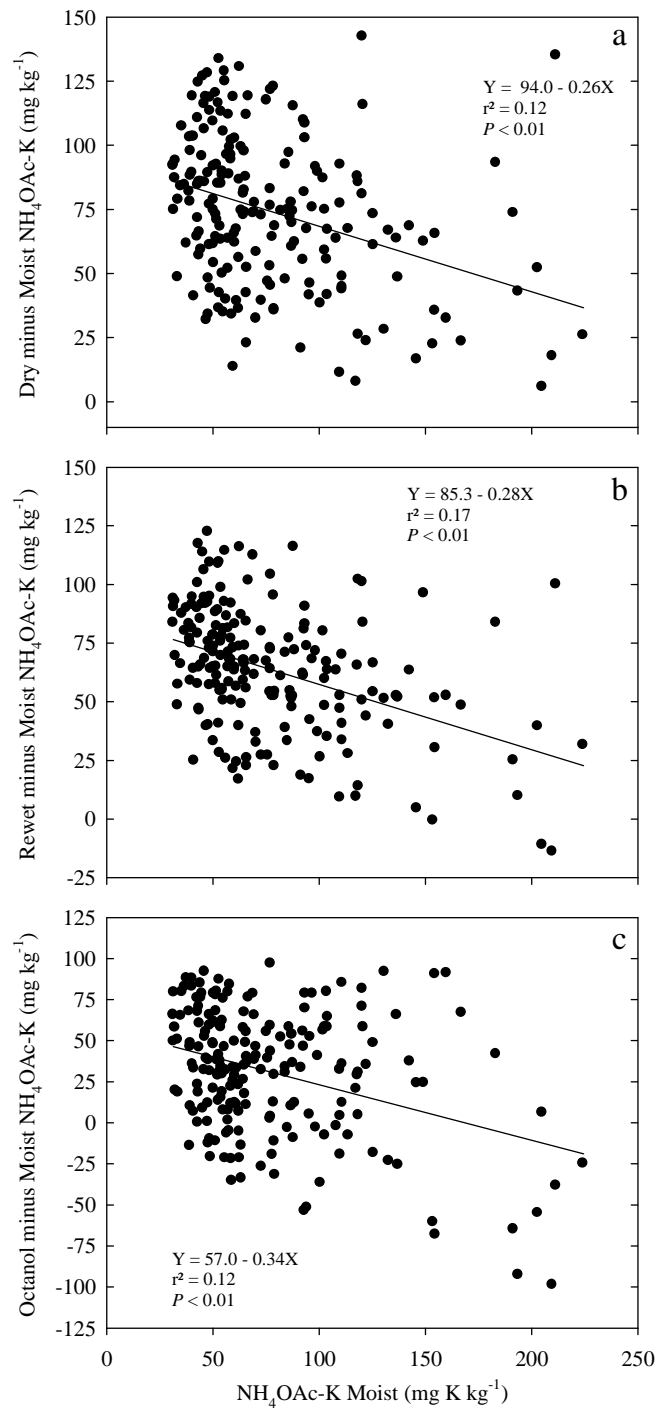 a
150
125
100
75
50
25
0
Dry minus Moist NH₄OAc-K (mg kg⁻¹)
Y = 94.0 - 0.26X
r² = 0.12
P < 0.01
b
150
125
100
75
50
25
0
-25
Rewet minus Moist NH₄OAc-K (mg kg⁻¹)
Y = 85.3 - 0.28X
r² = 0.17
P < 0.01
c
125
100
75
50
25
0
-25
-50
-75
-100
-125
Octanol minus Moist NH₄OAc-K (mg kg⁻¹)
Y = 57.0 - 0.34X
r² = 0.12
P < 0.01
0 50 100 150 200 250
NH₄OAc-K Moist (mg K kg⁻¹)